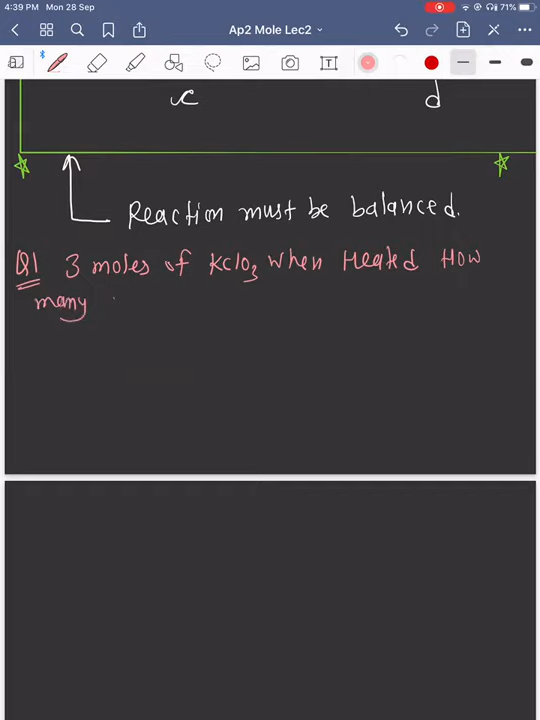 4:39 PM Mon 28 Sep 71%
Ap2 Mole Lec2
T
c d
Reaction must be balanced.
Q1 3 moles of KClO3 when Heated How
many